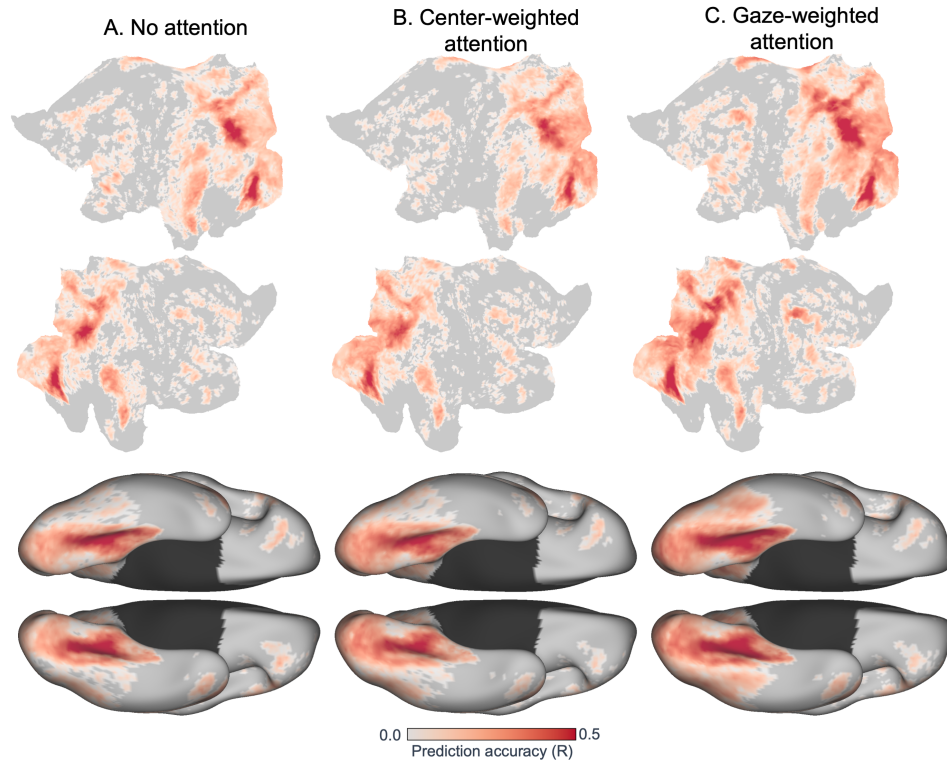 A. No attention
B. Center-weighted
attention
C. Gaze-weighted
attention
0.0
0.5
Prediction accuracy (R)